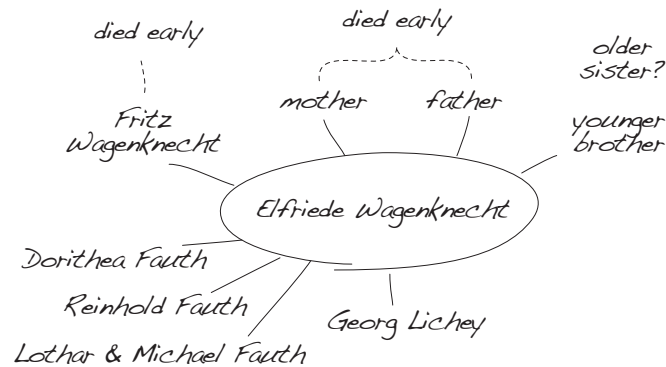 died early
died early
older
sister?
mother
father
Fritz
Wagenknecht
younger
brother
Elfriede Wagenknecht
Dorithea Fauth
Reinhold Fauth
Georg Lichey
Lothar & Michael Fauth